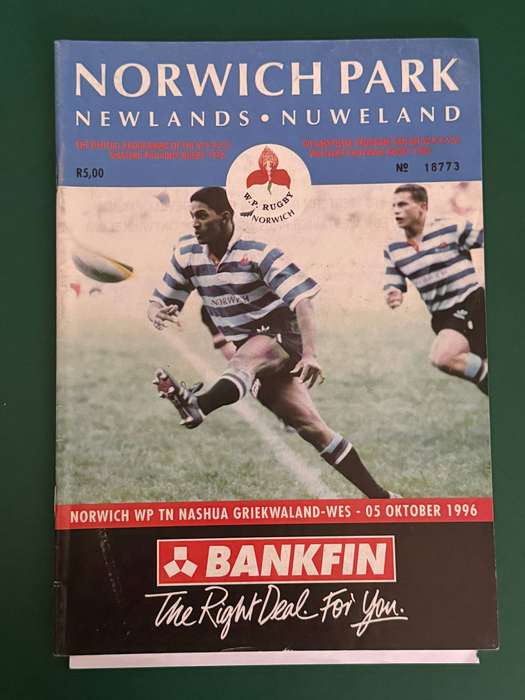 NORWICH PARK
NEWLANDS • NUWELAND
R5,00
Nº 18773
W.P. RUGBY
NORWICH
NORWICH
NORWICH WP TN NASHUA GRIEKWALAND-WES - 05 OKTOBER 1996
BANKFIN
The Right Deal. For You.